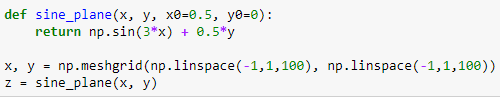 def sine_plane(x, y, x0=0.5, y0=0):
    return np.sin(3*x) + 0.5*y

x, y = np.meshgrid(np.linspace(-1,1,100), np.linspace(-1,1,100))
z = sine_plane(x, y)